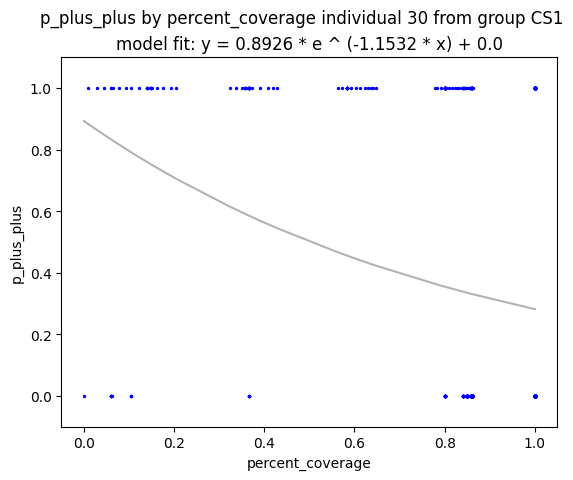 p_plus_plus by percent_coverage individual 30 from group CS1
model fit: y = 0.8926 * e ^ (-1.1532 * x) + 0.0
1.0
0.8
0.6
0.4
0.2
0.0
p_plus_plus
0.0 0.2 0.4 0.6 0.8 1.0
percent_coverage